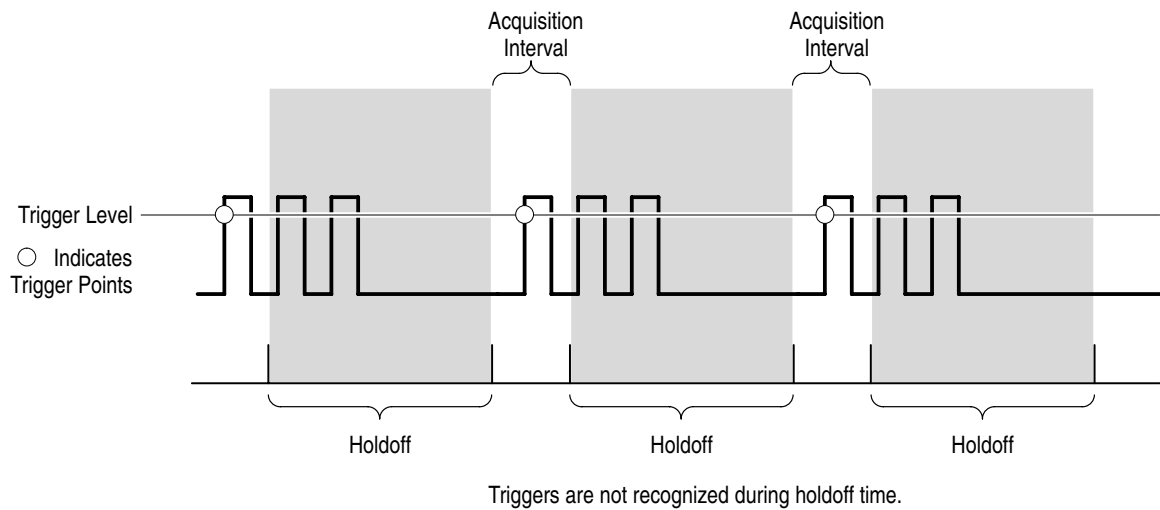 Acquisition
Interval
Acquisition
Interval
Trigger Level
Indicates
Trigger Points
Holdoff
Holdoff
Holdoff
Triggers are not recognized during holdoff time.